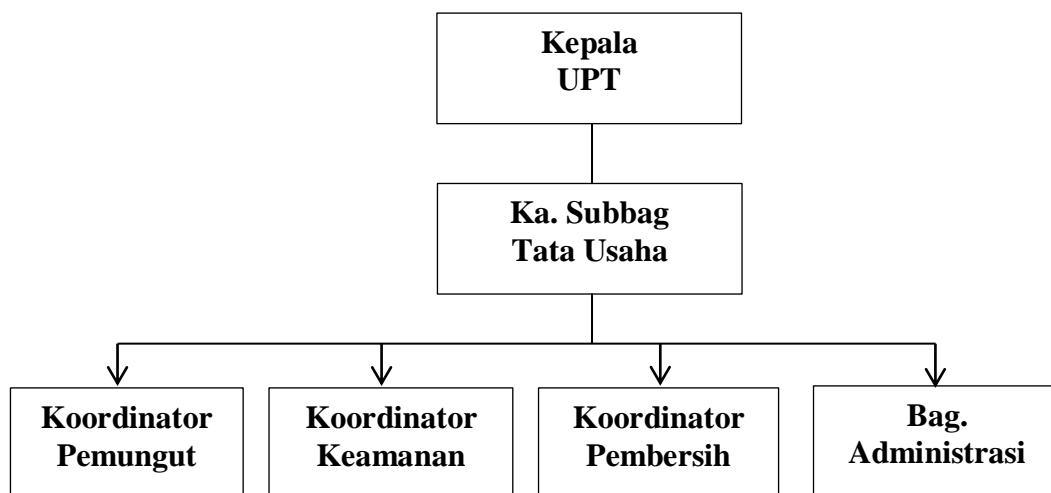 Kepala
UPT
Ka. Subbag
Tata Usaha
Koordinator
Pemungut
Koordinator
Keamanan
Koordinator
Pembersih
Bag.
Administrasi